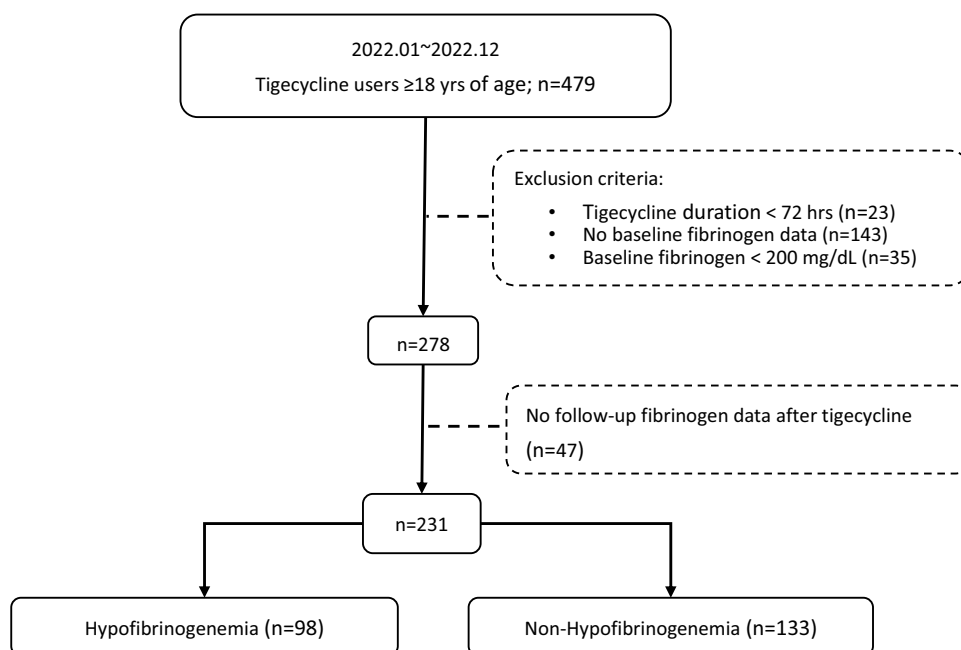 2022.01~2022.12
Tigecycline users ≥18 yrs of age; n=479
Exclusion criteria:
• Tigecycline duration < 72 hrs (n=23)
• No baseline fibrinogen data (n=143)
• Baseline fibrinogen < 200 mg/dL (n=35)
n=278
No follow-up fibrinogen data after tigecycline
(n=47)
n=231
Hypofibrinogenemia (n=98)
Non-Hypofibrinogenemia (n=133)